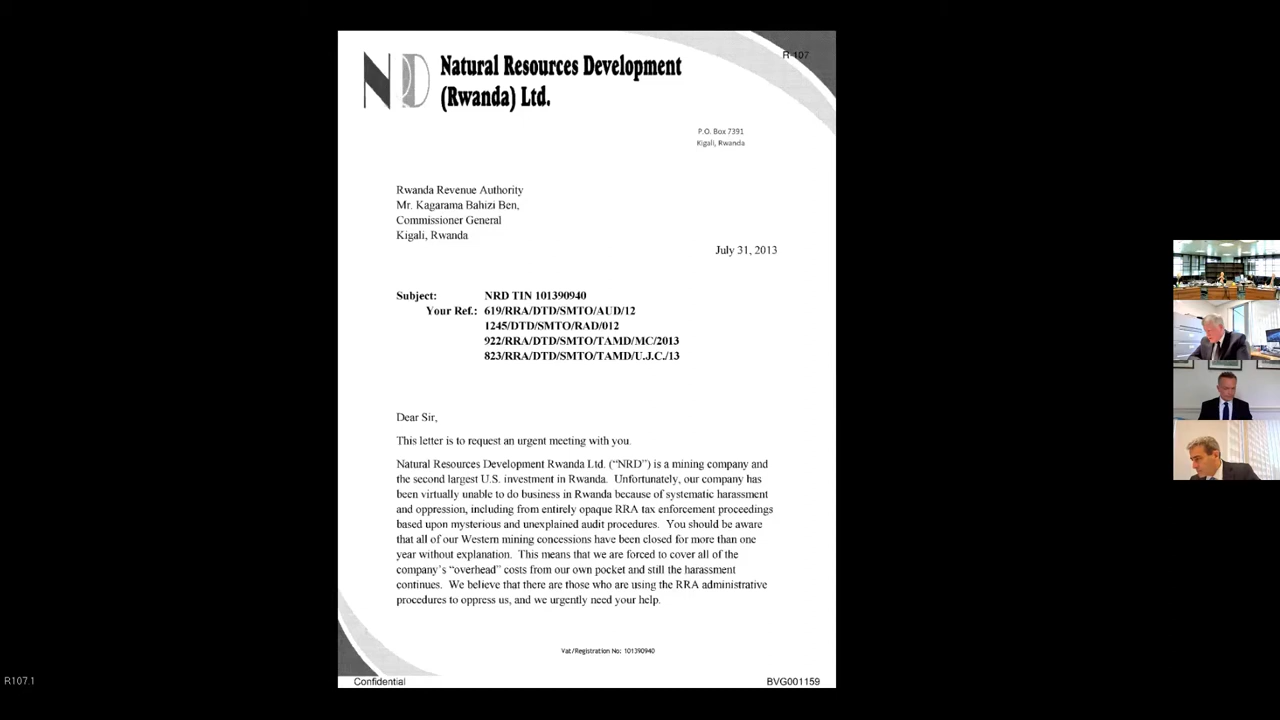 R-107
Natural Resources Development
(Rwanda) Ltd.
P.O. Box 7391
Kigali, Rwanda
Rwanda Revenue Authority
Mr. Kagarama Bahizi Ben,
Commissioner General
Kigali, Rwanda
July 31, 2013
Subject: NRD TIN 101390940
Your Ref.: 619/RRA/DTD/SMTO/AUD/12
1245/DTD/SMTO/RAD/012
922/RRA/DTD/SMTO/TAMD/MC/2013
823/RRA/DTD/SMTO/TAMD/U.J.C./13
Dear Sir,
This letter is to request an urgent meeting with you.
Natural Resources Development Rwanda Ltd. (“NRD”) is a mining company and
the second largest U.S. investment in Rwanda. Unfortunately, our company has
been virtually unable to do business in Rwanda because of systematic harassment
and oppression, including from entirely opaque RRA tax enforcement proceedings
based upon mysterious and unexplained audit procedures. You should be aware
that all of our Western mining concessions have been closed for more than one
year without explanation. This means that we are forced to cover all of the
company’s “overhead” costs from our own pocket and still the harassment
continues. We believe that there are those who are using the RRA administrative
procedures to oppress us, and we urgently need your help.
Vat/Registration No: 101390940
Confidential
BVG001159
R107.1